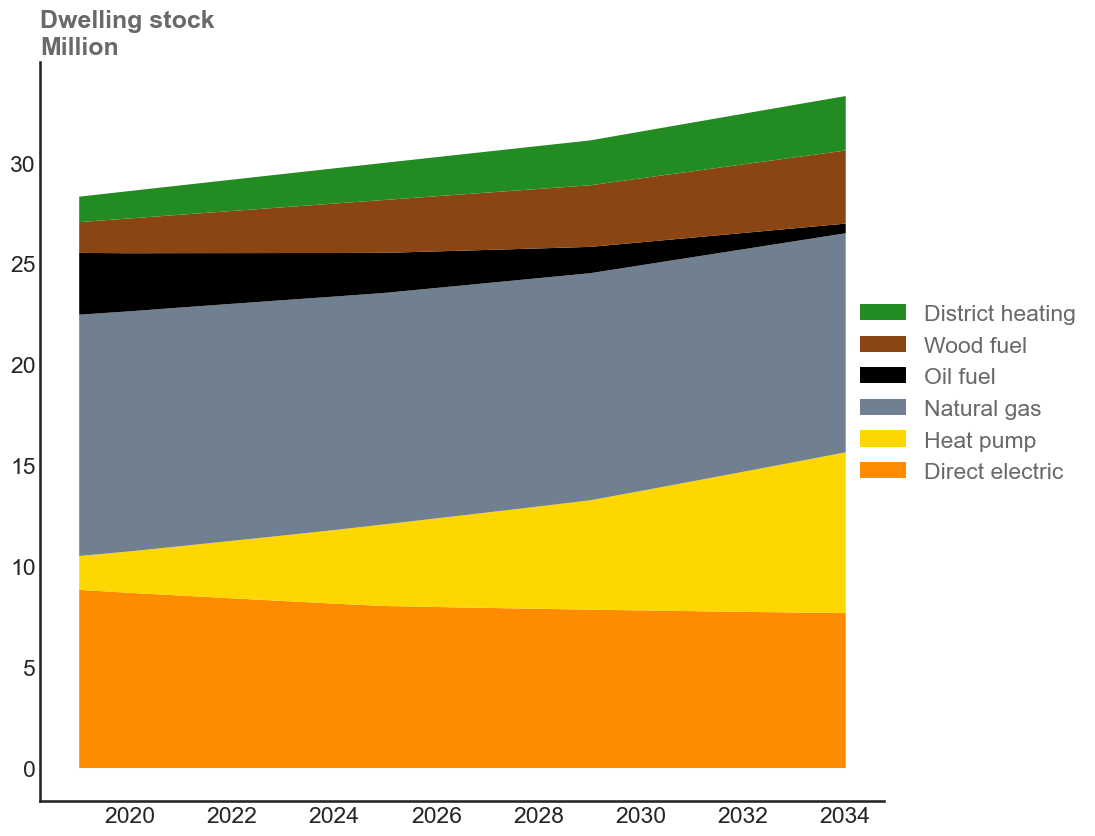 Dwelling stock
Million
30
25
20
15
10
5
0
2020 2022 2024 2026 2028 2030 2032 2034
District heating
Wood fuel
Oil fuel
Natural gas
Heat pump
Direct electric